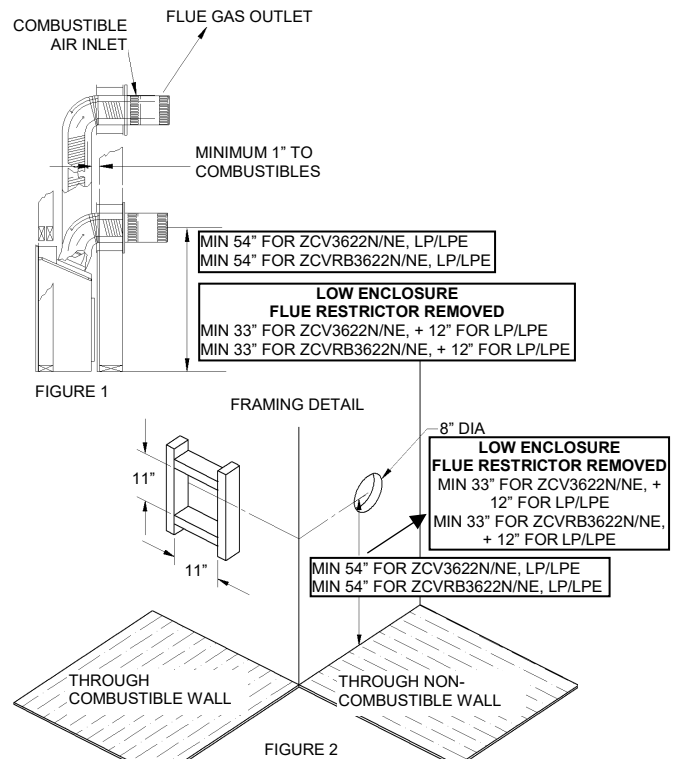 COMBUSTIBLE
AIR INLET
FLUE GAS OUTLET
MINIMUM 1” TO
COMBUSTIBLES
MIN 54” FOR ZCV3622N/NE, LP/LPE
MIN 54” FOR ZCVRB3622N/NE, LP/LPE
LOW ENCLOSURE
FLUE RESTRICTOR REMOVED
MIN 33” FOR ZCV3622N/NE, + 12” FOR LP/LPE
MIN 33” FOR ZCVRB3622N/NE, + 12” FOR LP/LPE
FIGURE 1
FRAMING DETAIL
11”
11”
8” DIA
LOW ENCLOSURE
FLUE RESTRICTOR REMOVED
MIN 33” FOR ZCV3622N/NE, +
12” FOR LP/LPE
MIN 33” FOR ZCVRB3622N/NE,
+ 12” FOR LP/LPE
MIN 54” FOR ZCV3622N/NE, LP/LPE
MIN 54” FOR ZCVRB3622N/NE, LP/LPE
THROUGH
COMBUSTIBLE WALL
THROUGH NON-
COMBUSTIBLE WALL
FIGURE 2